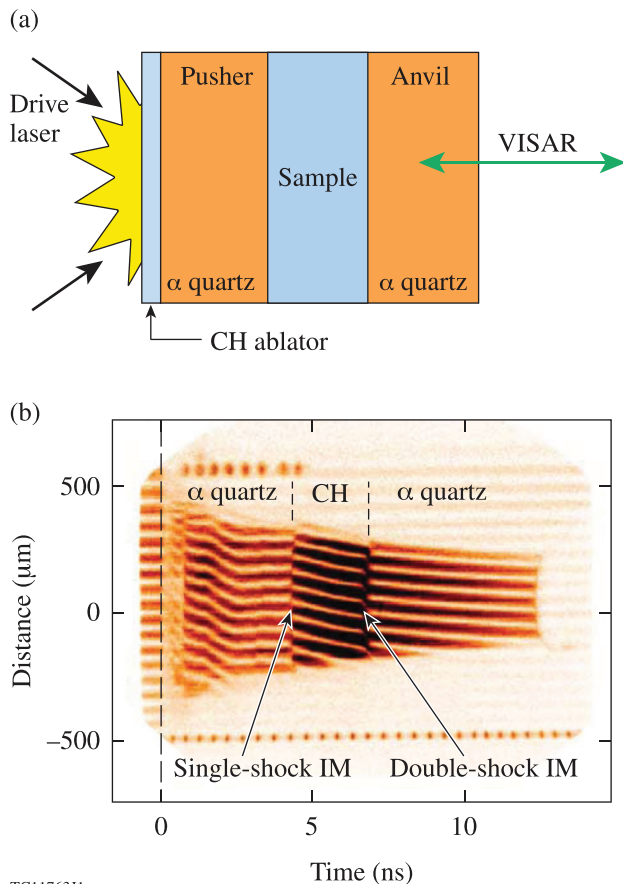 (a)
Pusher
Anvil
Drive
laser
VISAR
Sample
α quartz
α quartz
CH ablator
(b)
500
α quartz
CH
α quartz
Distance (μm)
0
−500
Single-shock IM
Double-shock IM
0
5
10
Time (ns)